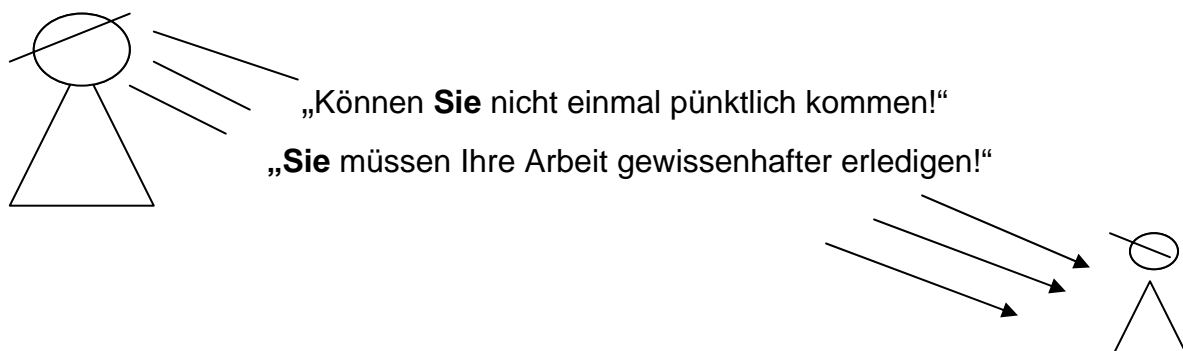 „Können Sie nicht einmal pünktlich kommen!“
„Sie müssen Ihre Arbeit gewissenhafter erledigen!“